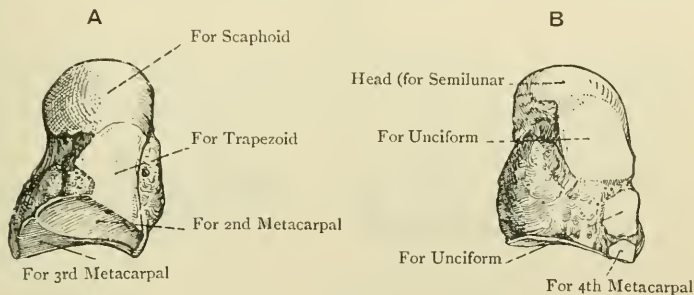 A
For Scaphoid
For Trapezoid
For 2nd Metacarpal
For 3rd Metacarpal
B
Head (for Semilunar
For Unciform
For Unciform
For 4th Metacarpal